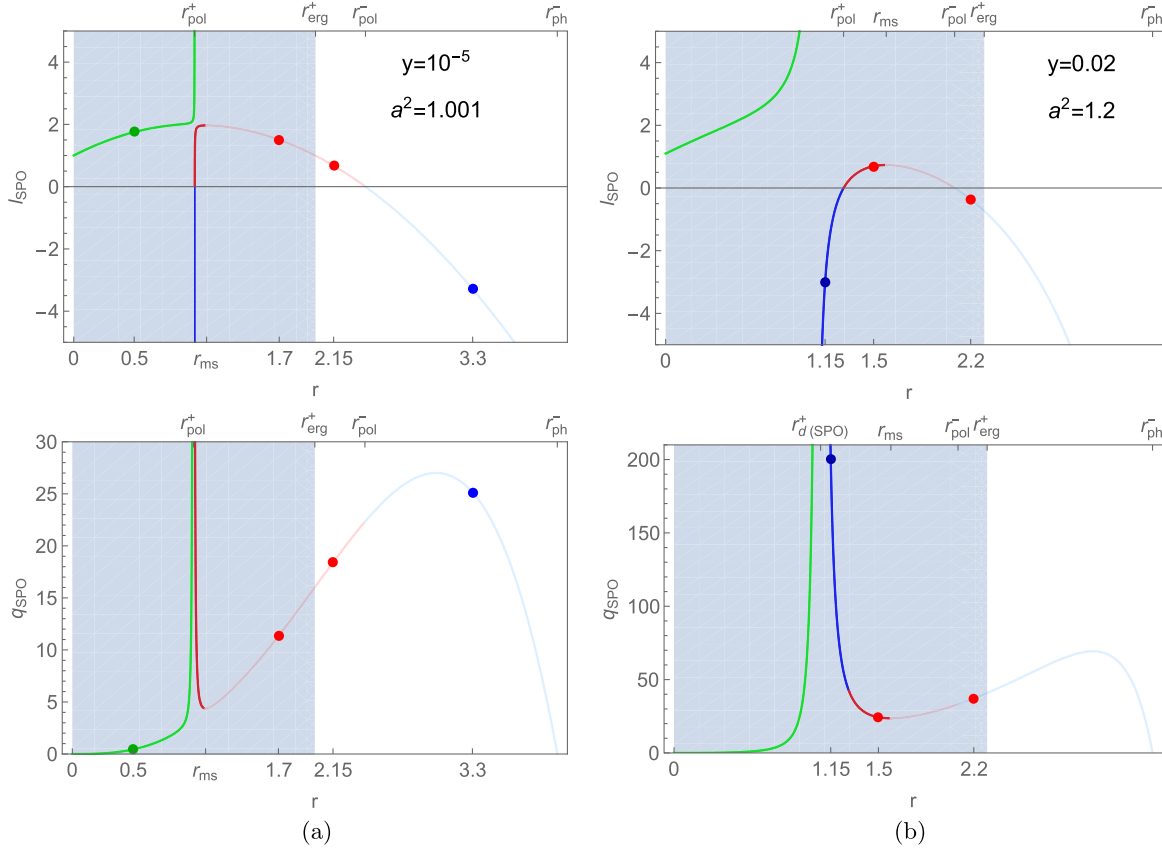 r⁺pol r⁺erg r⁻pol r⁻ph
y=10⁻⁵
a²=1.001
lSPO
4
2
0
−2
−4
0 0.5 rms 1.7 2.15 3.3
r
r⁺pol rms r⁻pol r⁺erg r⁻ph
y=0.02
a²=1.2
lSPO
4
2
0
−2
−4
0 1.15 1.5 2.2
r
r⁺pol r⁺erg r⁻pol r⁻ph
qSPO
30
25
20
15
10
5
0
0 0.5 rms 1.7 2.15 3.3
r
(a)
r⁺d (SPO) rms r⁻pol r⁺erg r⁻ph
qSPO
200
150
100
50
0
0 1.15 1.5 2.2
r
(b)